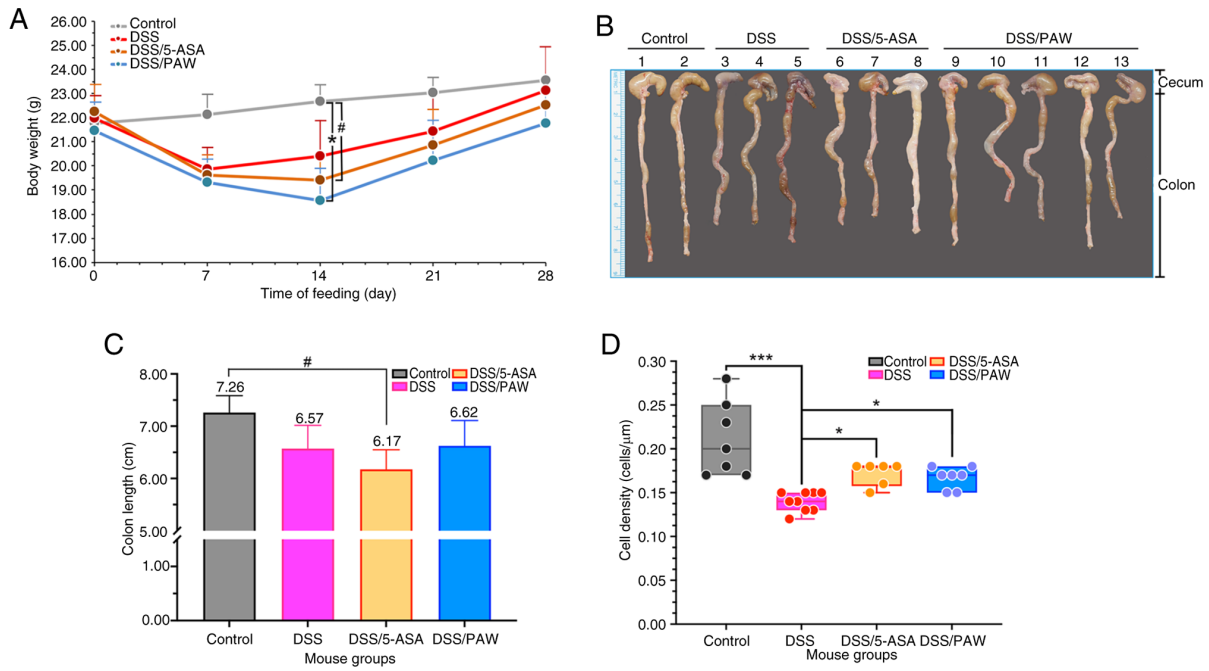 A
26.00
25.00
24.00
23.00
22.00
21.00
20.00
19.00
18.00
17.00
16.00
Body weight (g)
Control
DSS
DSS/5-ASA
DSS/PAW
*
#
0 7 14 21 28
Time of feeding (day)
B
Control DSS DSS/5-ASA DSS/PAW
1 2 3 4 5 6 7 8 9 10 11 12 13
Cecum
Colon
C
#
Control DSS/5-ASA
DSS DSS/PAW
8.00
7.00
6.00
5.00
1.00
0.00
Colon length (cm)
7.26
6.57
6.17
6.62
Control DSS DSS/5-ASA DSS/PAW
Mouse groups
D
Control DSS/5-ASA
DSS DSS/PAW
***
*
*
0.30
0.25
0.20
0.15
0.10
0.05
0.00
Cell density (cells/μm)
Control DSS DSS/5-ASA DSS/PAW
Mouse groups